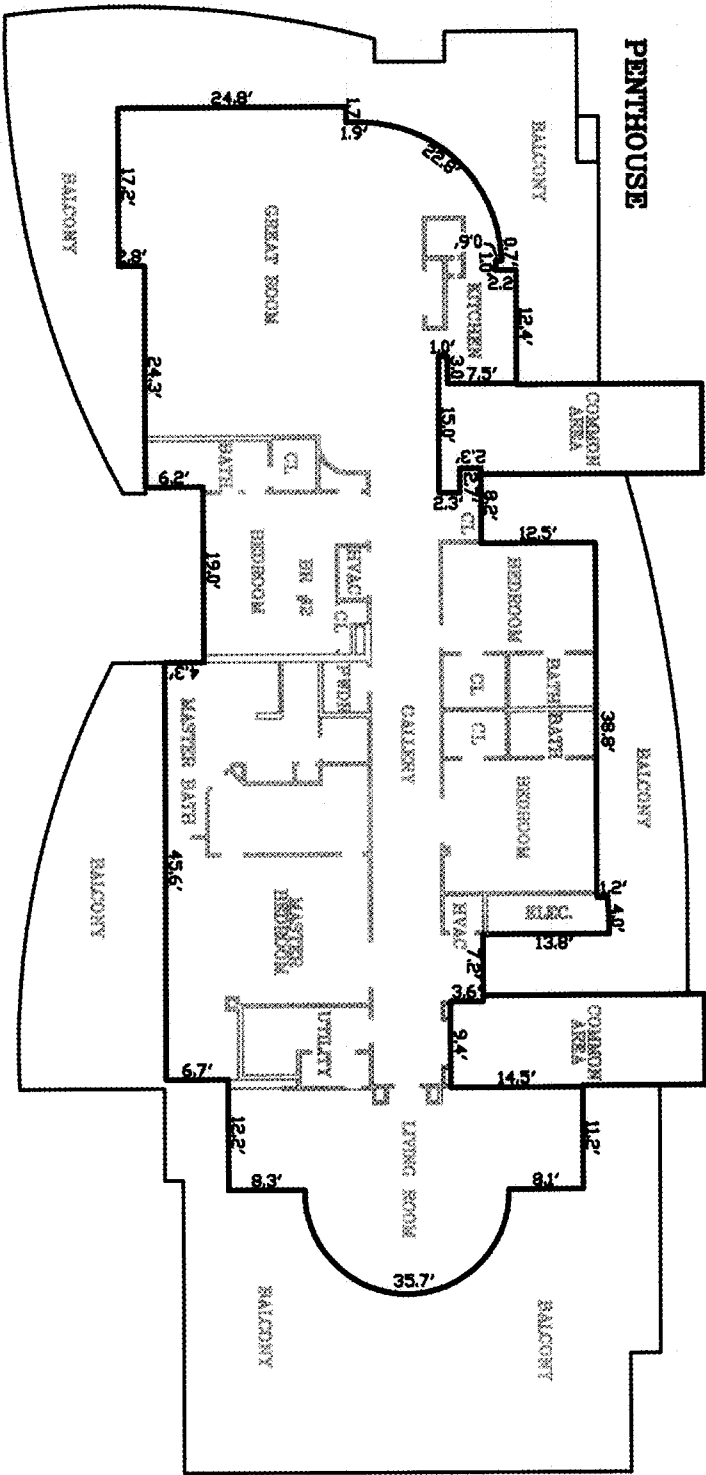 PENTHOUSE
BALCONY
24.8'
1.7'
1.9'
22.8'
BALCONY
17.2'
2.8'
GREAT ROOM
0.6'
0.7'
1.0'
KITCHEN
12.4'
1.0'
3.0'
7.5'
COMMON
AREA
24.3'
15.0'
BATH
CL
6.2'
2.3'
2.7'
8.2'
CL
12.5'
19.0'
BEDROOM
BR #2
HVAC
CL
BEDROOM
4.3'
PWDR
CL
BATH
MASTER BATH
GALLERY
CL
BATH
38.8'
BALCONY
BEDROOM
45.6'
BALCONY
MASTER
BEDROOM
HVAC
ELEC.
4.0'
13.8'
7.2'
3.6'
UTILITY
9.4'
COMMON
AREA
6.7'
14.5'
12.2'
LIVING ROOM
11.2'
8.3'
8.1'
35.7'
BALCONY
BALCONY